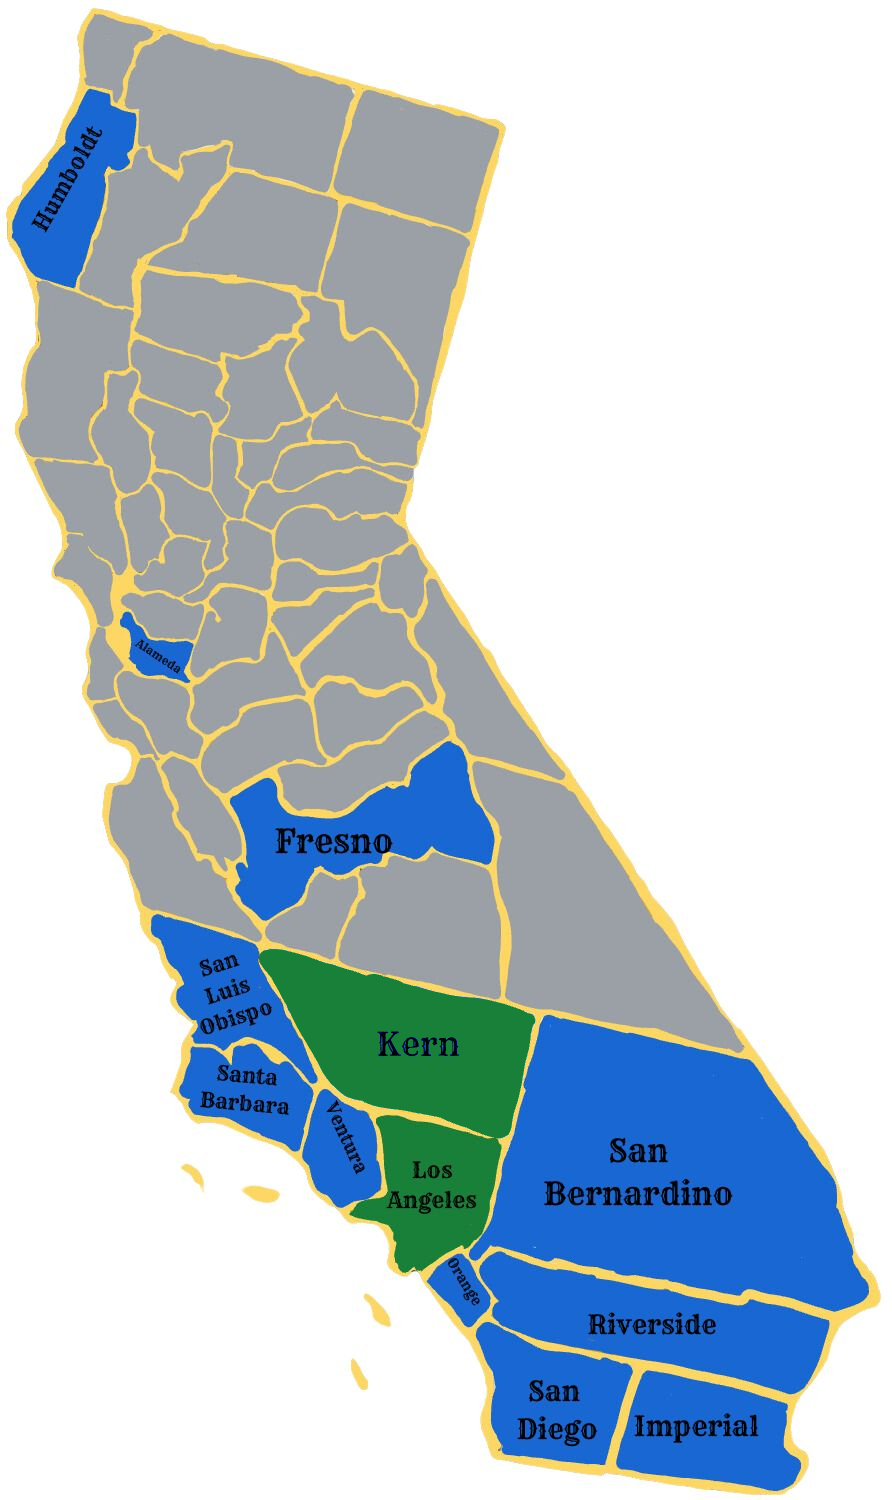 Humboldt
Alameda
Fresno
San
Luis
Obispo
Kern
Santa
Barbara
Ventura
Los
Angeles
San
Bernardino
Orange
Riverside
San
Diego
Imperial